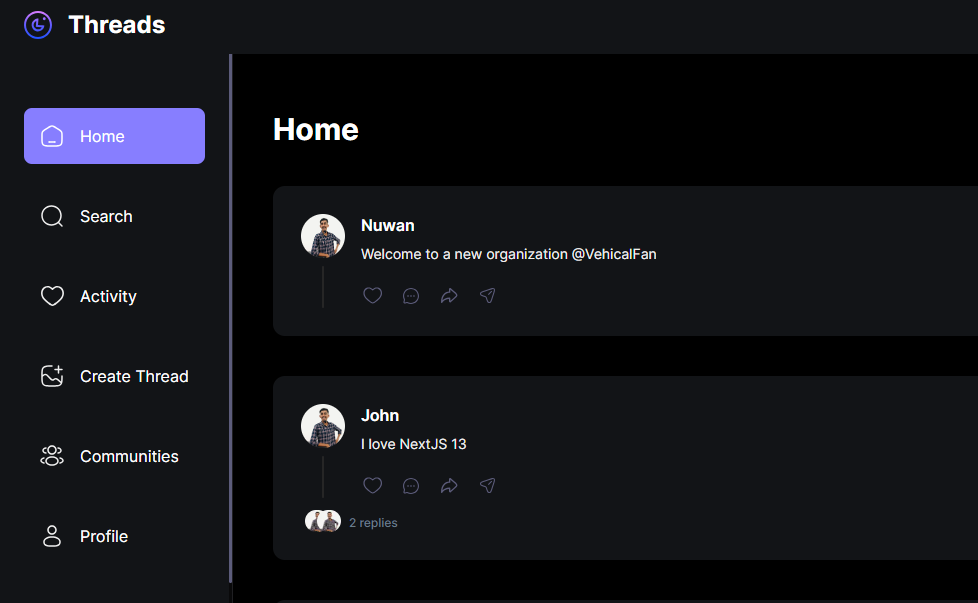 Threads
Home
Search
Activity
Create Thread
Communities
Profile
Home
Nuwan
Welcome to a new organization @VehicalFan
John
I love NextJS 13
2 replies